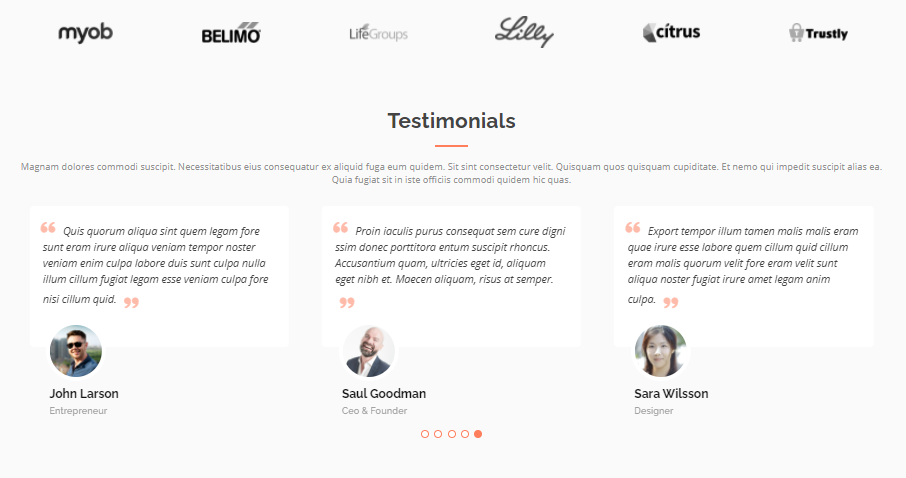 myob BELIMO LifeGroups Lilly citrus Trustly
Testimonials
Magnam dolores commodi suscipit. Necessitatibus eius consequatur ex aliquid fuga eum quidem. Sit sint consectetur velit. Quisquam quos quisquam cupiditate. Et nemo qui impedit suscipit alias ea.
Quia fugiat sit in iste officiis commodi quidem hic quas.
“ Quis quorum aliqua sint quem legam fore
sunt eram irure aliqua veniam tempor noster
veniam enim culpa labore duis sunt culpa nulla
illum cillum fugiat legam esse veniam culpa fore
nisi cillum quid. ”
John Larson
Entrepreneur
“ Proin iaculis purus consequat sem cure digni
ssim donec porttitora entum suscipit rhoncus.
Accusantium quam, ultricies eget id, aliquam
eget nibh et. Maecen aliquam, risus at semper.
”
Saul Goodman
Ceo & Founder
“ Export tempor illum tamen malis malis eram
quae irure esse labore quem cillum quid cillum
eram malis quorum velit fore eram velit sunt
aliqua noster fugiat irure amet legam anim
culpa. ”
Sara Wilsson
Designer